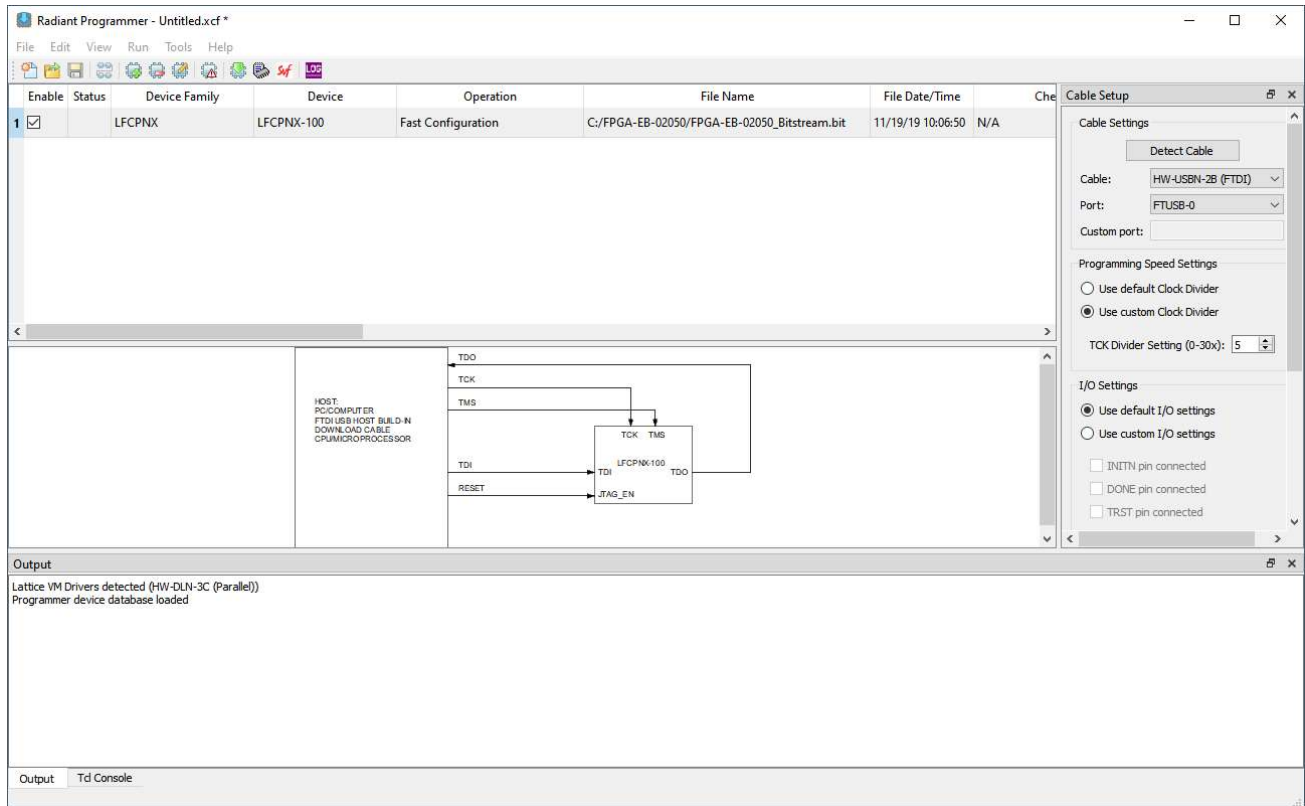 Radiant Programmer - Untitled.xcf *
File Edit View Run Tools Help
Svf LOG
Enable Status Device Family Device Operation File Name File Date/Time Che
1 LFCPNX LFCPNX-100 Fast Configuration C:/FPGA-EB-02050/FPGA-EB-02050_Bitstream.bit 11/19/19 10:06:50 N/A
Cable Setup
Cable Settings
Detect Cable
Cable: HW-USBN-2B (FTDI)
Port: FTUSB-0
Custom port:
Programming Speed Settings
Use default Clock Divider
Use custom Clock Divider
TCK Divider Setting (0-30x): 5
I/O Settings
Use default I/O settings
Use custom I/O settings
INITN pin connected
DONE pin connected
TRST pin connected
TDO
TCK
TMS
HOST:
PC/COMPUTER
FTDI USB HOST BUILD-IN
DOWNLOAD CABLE
CPU/MICROPROCESSOR
TCK TMS
TDI
LFCPNX-100
TDI TDO
RESET
JTAG_EN
Output
Lattice VM Drivers detected (HW-DLN-3C (Parallel))
Programmer device database loaded
Output Tcl Console